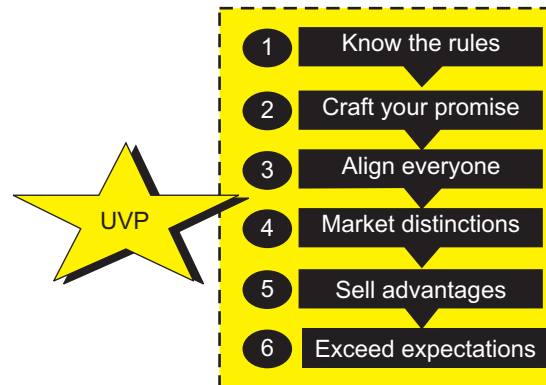 1 Know the rules
2 Craft your promise
3 Align everyone
UVP
4 Market distinctions
5 Sell advantages
6 Exceed expectations